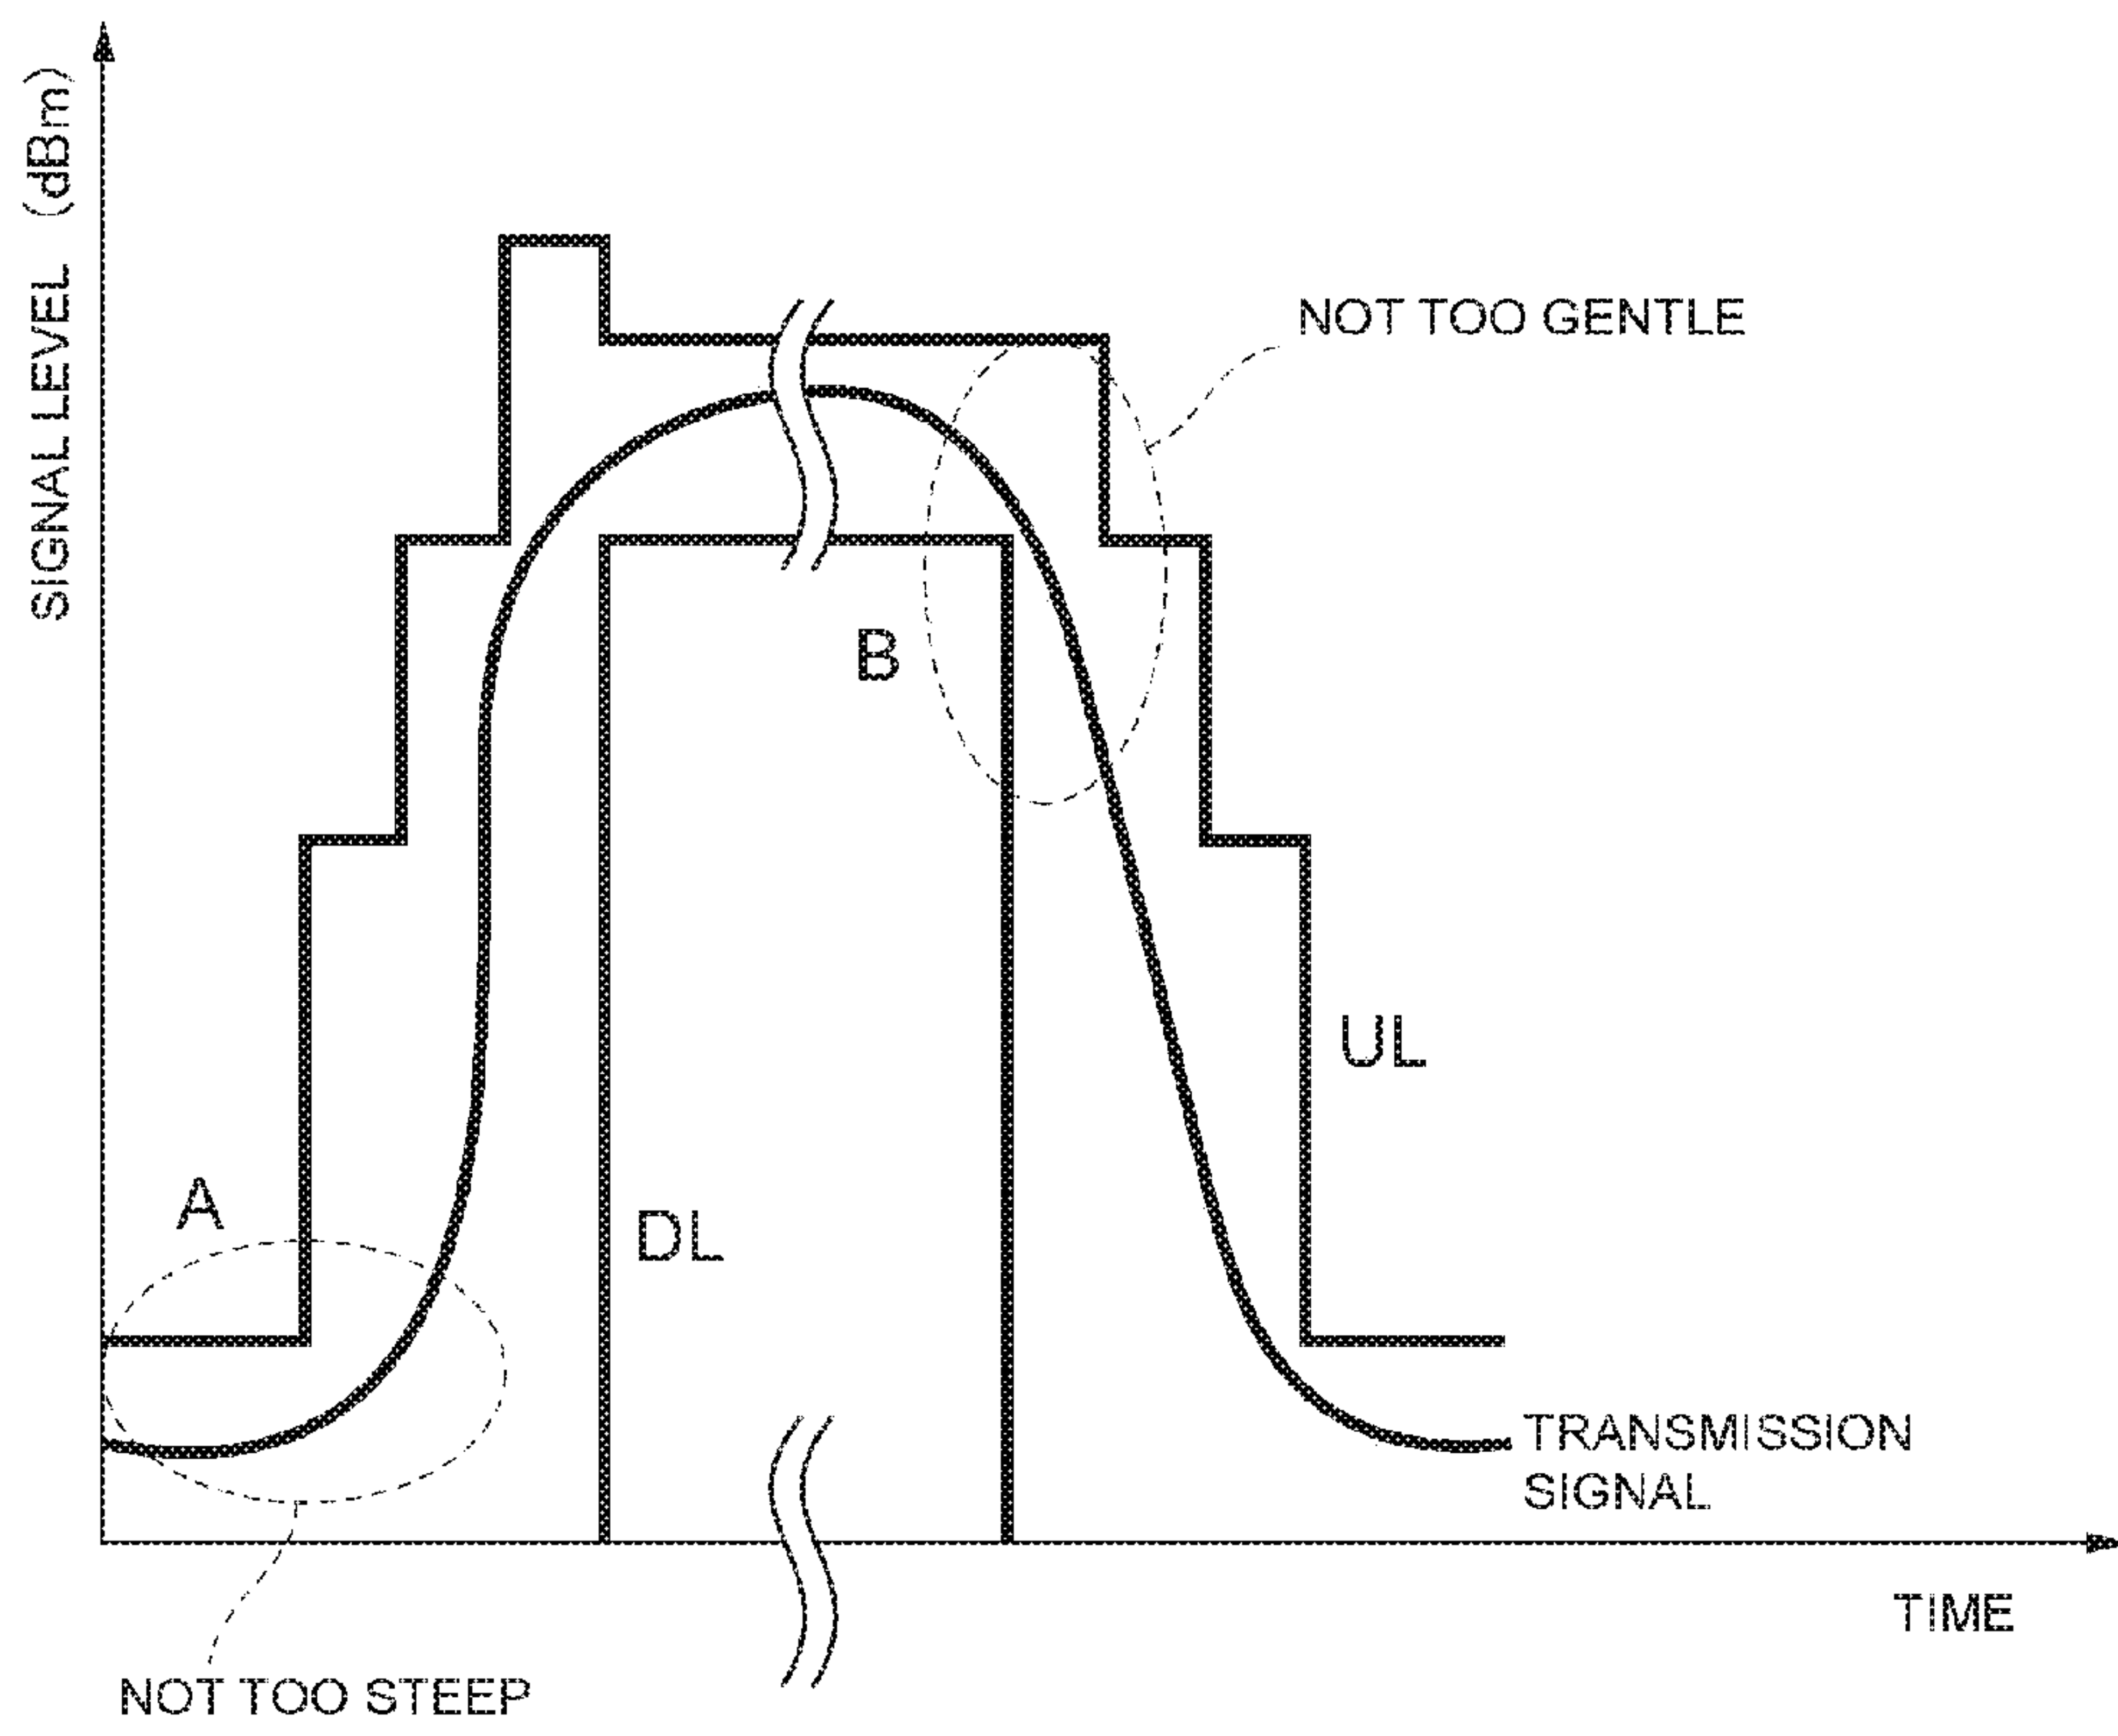 SIGNAL LEVEL (dBm)
NOT TOO GENTLE
B
UL
A
DL
TRANSMISSION
SIGNAL
TIME
NOT TOO STEEP